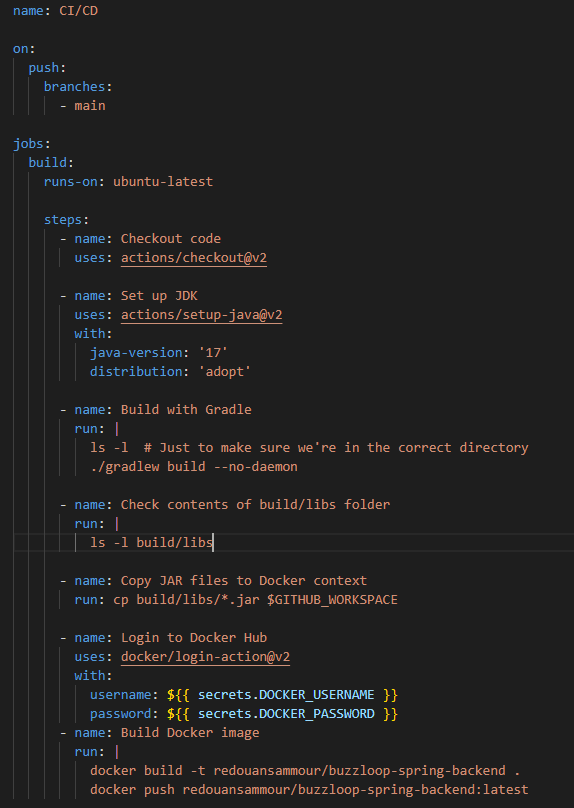 name: CI/CD
on:
  push:
    branches:
      - main
jobs:
  build:
    runs-on: ubuntu-latest
    steps:
      - name: Checkout code
        uses: actions/checkout@v2
      - name: Set up JDK
        uses: actions/setup-java@v2
        with:
          java-version: '17'
          distribution: 'adopt'
      - name: Build with Gradle
        run: |
          ls -l  # Just to make sure we're in the correct directory
          ./gradlew build --no-daemon
      - name: Check contents of build/libs folder
        run: |
          ls -l build/libs
      - name: Copy JAR files to Docker context
        run: cp build/libs/*.jar $GITHUB_WORKSPACE
      - name: Login to Docker Hub
        uses: docker/login-action@v2
        with:
          username: ${{ secrets.DOCKER_USERNAME }}
          password: ${{ secrets.DOCKER_PASSWORD }}
      - name: Build Docker image
        run: |
          docker build -t redouansammour/buzzloop-spring-backend .
          docker push redouansammour/buzzloop-spring-backend:latest